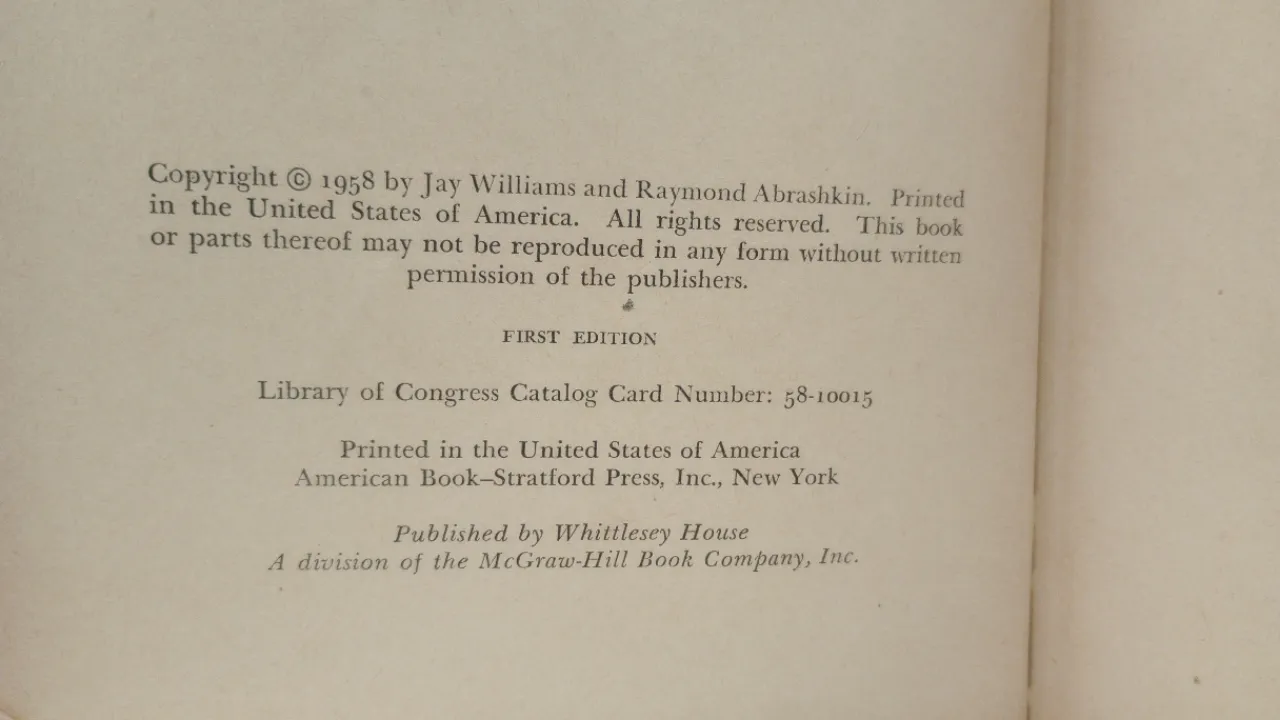 Copyright © 1958 by Jay Williams and Raymond Abrashkin. Printed
in the United States of America. All rights reserved. This book
or parts thereof may not be reproduced in any form without written
permission of the publishers.
FIRST EDITION
Library of Congress Catalog Card Number: 58-10015
Printed in the United States of America
American Book–Stratford Press, Inc., New York
Published by Whittlesey House
A division of the McGraw-Hill Book Company, Inc.